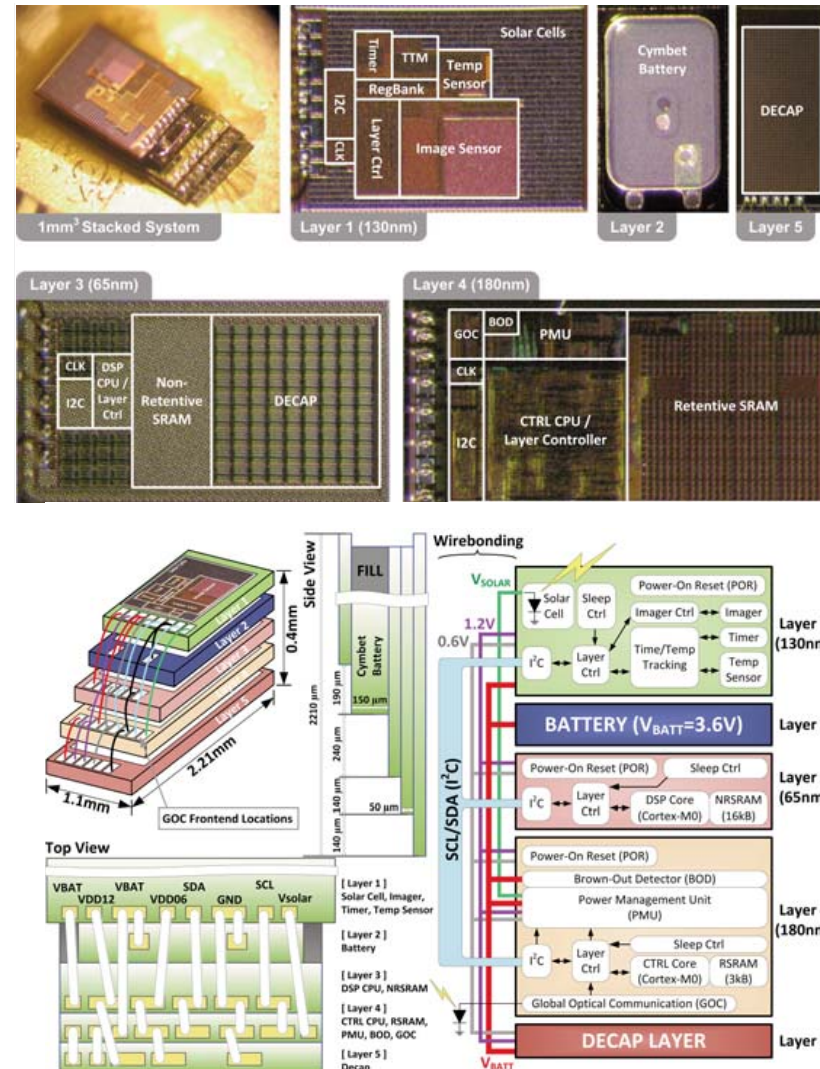 Solar Cells
Timer
TTM
Temp
Sensor
I2C
RegBank
Layer Ctrl
Image Sensor
CLK
Cymbet
Battery
DECAP
1mm³ Stacked System
Layer 1 (130nm)
Layer 2
Layer 5
Layer 3 (65nm)
CLK
DSP
CPU /
Layer
Ctrl
I2C
Non-
Retentive
SRAM
DECAP
Layer 4 (180nm)
GOC
BOD
PMU
CLK
I2C
CTRL CPU /
Layer Controller
Retentive SRAM
Layer 1
Layer 2
Layer 3
Layer 5
0.4mm
2.21mm
1.1mm
GOC Frontend Locations
Side View
FILL
Cymbet
Battery
2210 µm
190 µm
150 µm
240 µm
140 µm
50 µm
140 µm
Top View
VBAT
VDD12
VBAT
VDD06
SDA
GND
SCL
Vsolar
[ Layer 1 ]
Solar Cell, Imager,
Timer, Temp Sensor
[ Layer 2 ]
Battery
[ Layer 3 ]
DSP CPU, NRSRAM
[ Layer 4 ]
CTRL CPU, RSRAM,
PMU, BOD, GOC
[ Layer 5 ]
Decap
Wirebonding
VSOLAR
1.2V
0.6V
SCL/SDA (I²C)
Solar
Cell
Sleep
Ctrl
Power-On Reset (POR)
Imager Ctrl
Imager
Time/Temp
Tracking
Timer
Temp
Sensor
I²C
Layer
Ctrl
Layer
(130nm
BATTERY (VBATT=3.6V)
Layer
Power-On Reset (POR)
Sleep Ctrl
I²C
Layer
Ctrl
DSP Core
(Cortex-M0)
NRSRAM
(16kB)
Layer
(65nm
Power-On Reset (POR)
Brown-Out Detector (BOD)
Power Management Unit
(PMU)
Sleep Ctrl
I²C
Layer
Ctrl
CTRL Core
(Cortex-M0)
RSRAM
(3kB)
Global Optical Communication (GOC)
Layer
(180nm
DECAP LAYER
Layer
VBATT